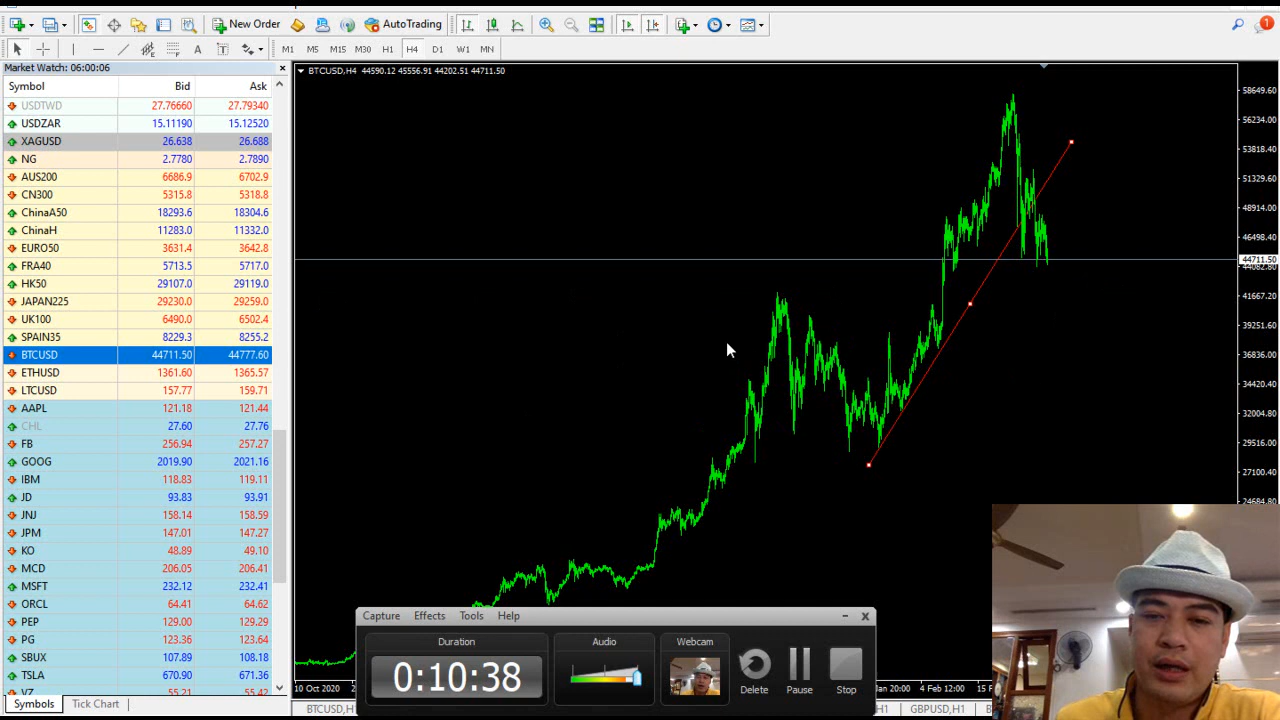 New Order
AutoTrading
1
M1 M5 M15 M30 H1 H4 D1 W1 MN
Market Watch: 06:00:06
Symbol Bid Ask
USDTWD 27.76660 27.79340
USDZAR 15.11190 15.12520
XAGUSD 26.638 26.688
NG 2.7780 2.7890
AUS200 6686.9 6702.9
CN300 5315.8 5318.8
ChinaA50 18293.6 18304.6
ChinaH 11283.0 11332.0
EURO50 3631.4 3642.8
FRA40 5713.5 5717.0
HK50 29107.0 29119.0
JAPAN225 29230.0 29259.0
UK100 6490.0 6502.4
SPAIN35 8229.3 8255.2
BTCUSD 44711.50 44777.60
ETHUSD 1361.60 1365.57
LTCUSD 157.77 159.71
AAPL 121.18 121.44
CHL 27.60 27.76
FB 256.94 257.27
GOOG 2019.90 2021.16
IBM 118.83 119.11
JD 93.83 93.91
JNJ 158.14 158.59
JPM 147.01 147.27
KO 48.89 49.10
MCD 206.05 206.41
MSFT 232.12 232.41
ORCL 64.41 64.62
PEP 129.00 129.29
PG 123.36 123.64
SBUX 107.89 108.18
TSLA 670.90 671.36
VZ 55.21 55.42
Symbols Tick Chart
BTCUSD,H4 44590.12 45556.91 44202.51 44711.50
58649.60
56234.00
53818.40
51329.60
48914.00
46498.40
44711.50
44082.80
41667.20
39251.60
36836.00
34420.40
32004.80
29516.00
27100.40
24684.80
10 Oct 2020
Jan 20:00 4 Feb 12:00 15 F
BTCUSD,H
H1 GBPUSD,H1
Capture Effects Tools Help
Duration Audio Webcam
0:10:38
Delete Pause Stop